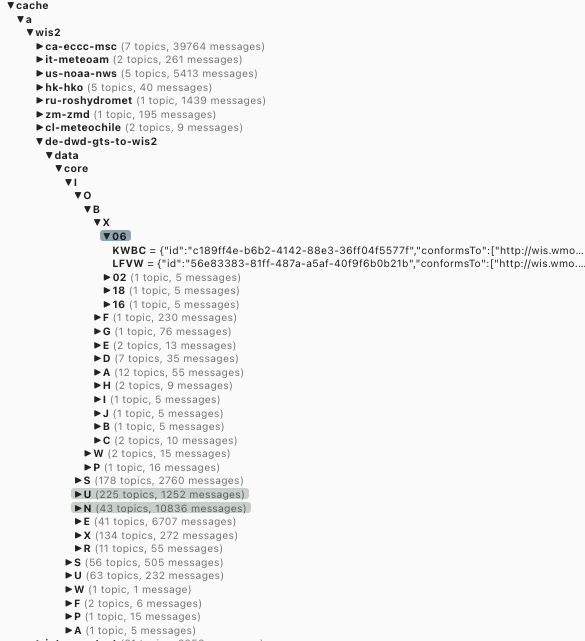 ▼cache
▼a
▼wis2
▶ca-eccc-msc (7 topics, 39764 messages)
▶it-meteoam (2 topics, 261 messages)
▶us-noaa-nws (5 topics, 5413 messages)
▶hk-hko (5 topics, 40 messages)
▶ru-roshydromet (1 topic, 1439 messages)
▶zm-zmd (1 topic, 195 messages)
▶cl-meteochile (2 topics, 9 messages)
▼de-dwd-gts-to-wis2
▼data
▼core
▼I
▼O
▼B
▼X
▼06
KWBC = {"id":"c189ff4e-b6b2-4142-88e3-36ff04f5577f","conformsTo":["http://wis.wmo...
LFVW = {"id":"56e83383-81ff-487a-a5af-40f9f6b0b21b","conformsTo":["http://wis.wmo....
▶02 (1 topic, 5 messages)
▶18 (1 topic, 5 messages)
▶16 (1 topic, 5 messages)
▶F (1 topic, 230 messages)
▶G (1 topic, 76 messages)
▶E (2 topics, 13 messages)
▶D (7 topics, 35 messages)
▶A (12 topics, 55 messages)
▶H (2 topics, 9 messages)
▶I (1 topic, 5 messages)
▶J (1 topic, 5 messages)
▶B (1 topic, 5 messages)
▶C (2 topics, 10 messages)
▶W (2 topics, 15 messages)
▶P (1 topic, 16 messages)
▶S (178 topics, 2760 messages)
▶U (225 topics, 1252 messages)
▶N (43 topics, 10836 messages)
▶E (41 topics, 6707 messages)
▶X (134 topics, 272 messages)
▶R (11 topics, 55 messages)
▶S (56 topics, 505 messages)
▶U (63 topics, 232 messages)
▶W (1 topic, 1 message)
▶F (2 topics, 6 messages)
▶P (1 topic, 15 messages)
▶A (1 topic, 5 messages)